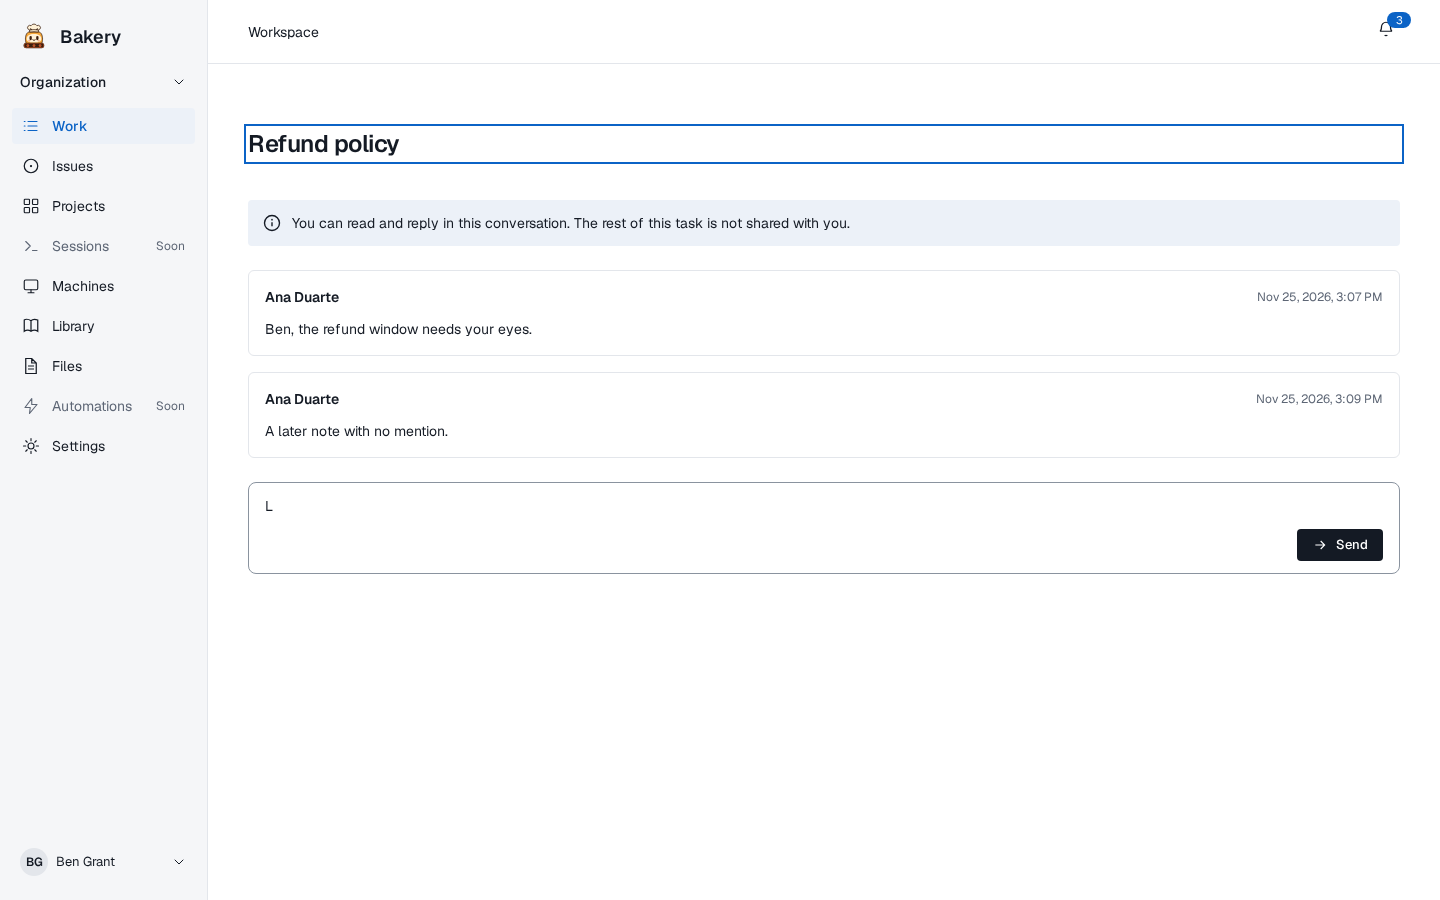 Bakery
Organization
Work
Issues
Projects
Sessions Soon
Machines
Library
Files
Automations Soon
Settings
BG Ben Grant
Workspace
3
Refund policy
You can read and reply in this conversation. The rest of this task is not shared with you.
Ana Duarte Nov 25, 2026, 3:07 PM
Ben, the refund window needs your eyes.
Ana Duarte Nov 25, 2026, 3:09 PM
A later note with no mention.
L
Send